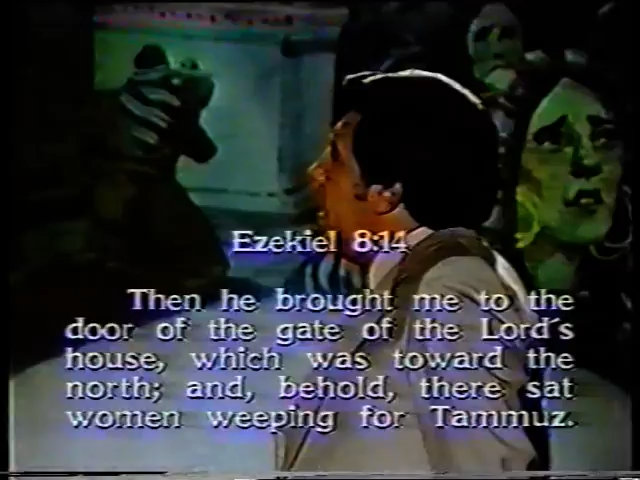 Ezekiel 8:14
Then he brought me to the
door of the gate of the Lord's
house, which was toward the
north; and, behold, there sat
women weeping for Tammuz.